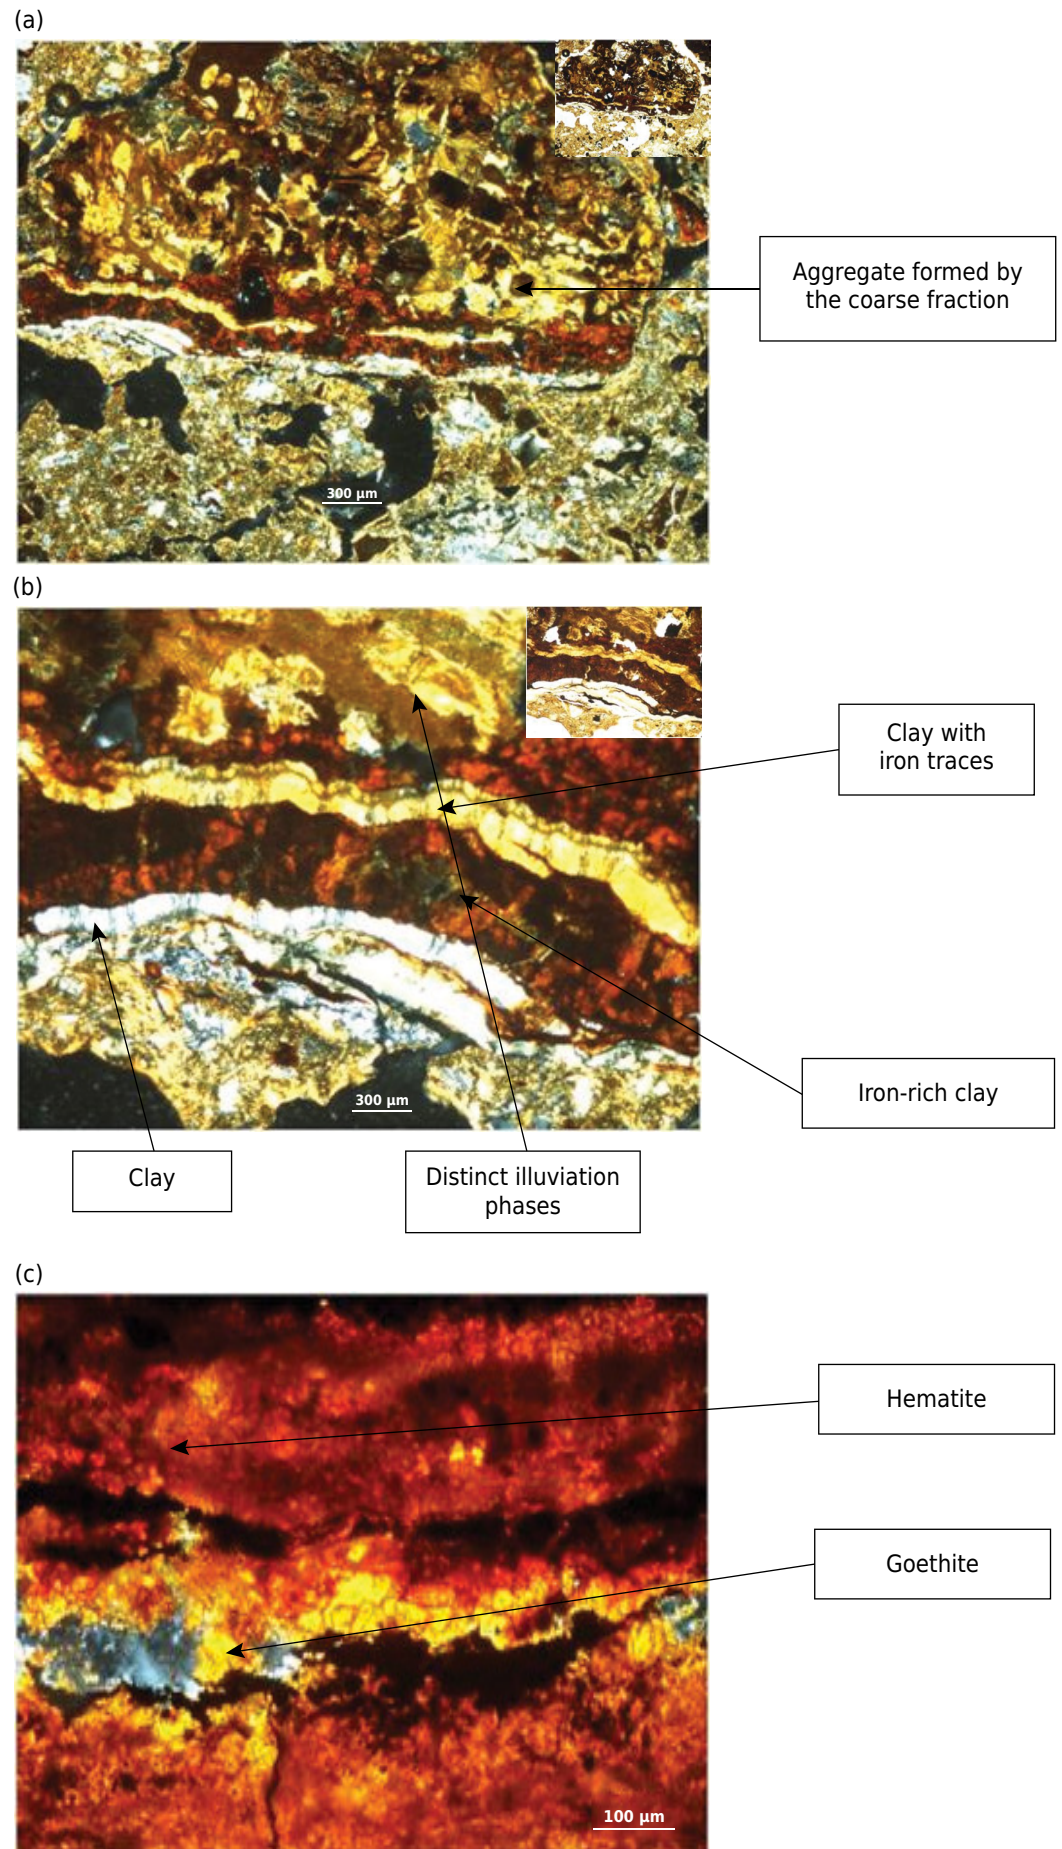 (a)
Aggregate formed by
the coarse fraction
300 µm
(b)
Clay with
iron traces
Iron-rich clay
300 µm
Clay
Distinct illuviation
phases
(c)
Hematite
Goethite
100 µm